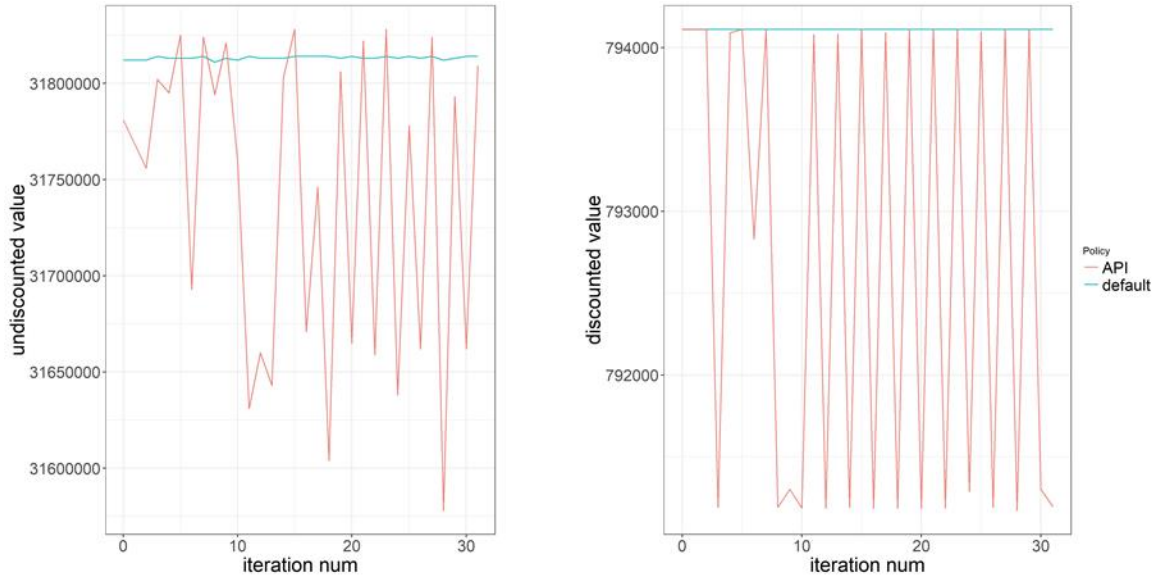 undiscounted value
31800000
31750000
31700000
31650000
31600000
0
10
20
30
iteration num
discounted value
794000
793000
792000
0
10
20
30
iteration num
Policy
API
default